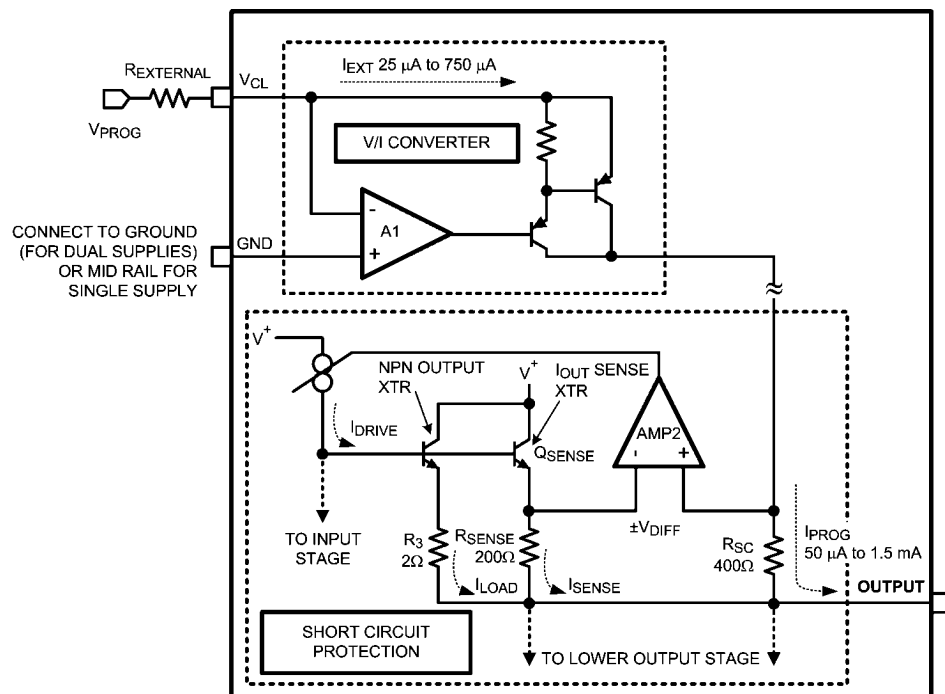 REXTERNAL
VCL
VPROG
IEXT 25 µA to 750 µA
V/I CONVERTER
-
A1
+
CONNECT TO GROUND
(FOR DUAL SUPPLIES)
OR MID RAIL FOR
SINGLE SUPPLY
GND
V+
NPN OUTPUT
XTR
V+
IOUT SENSE
XTR
IDRIVE
QSENSE
AMP2
- +
±VDIFF
TO INPUT
STAGE
R3
2Ω
RSENSE
200Ω
ILOAD
ISENSE
RSC
400Ω
IPROG
50 µA to 1.5 mA
OUTPUT
SHORT CIRCUIT
PROTECTION
TO LOWER OUTPUT STAGE